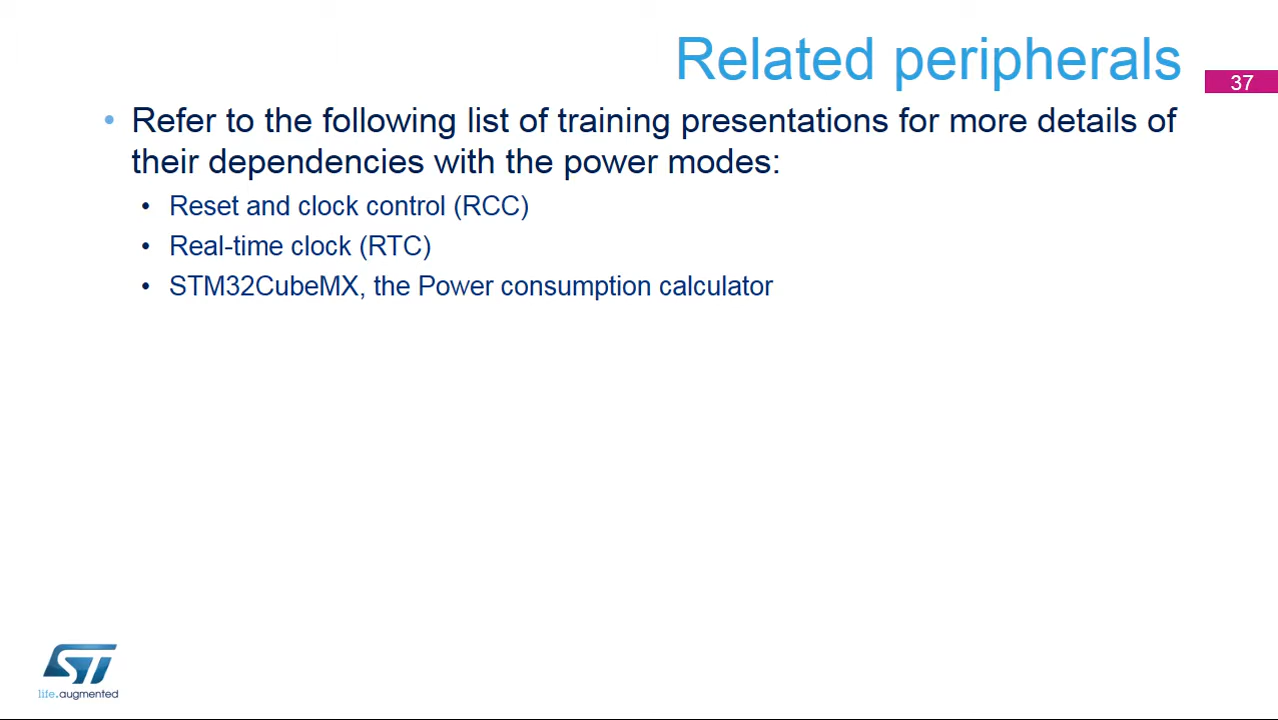 Related peripherals
37
• Refer to the following list of training presentations for more details of
their dependencies with the power modes:
• Reset and clock control (RCC)
• Real-time clock (RTC)
• STM32CubeMX, the Power consumption calculator
ST
life.augmented